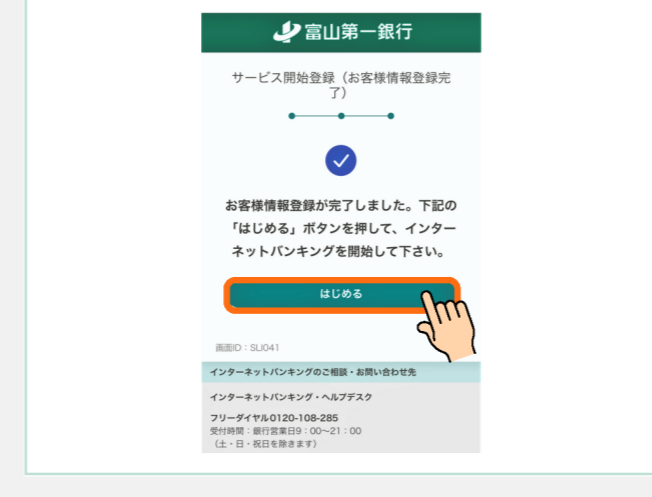 富山第一銀行
サービス開始登録（お客様情報登録完
了）
お客様情報登録が完了しました。下記の
「はじめる」ボタンを押して、インター
ネットバンキングを開始して下さい。
はじめる
画面ID：SLI041
インターネットバンキングのご相談・お問い合わせ先
インターネットバンキング・ヘルプデスク
フリーダイヤル0120-108-285
受付時間：銀行営業日9：00〜21：00
（土・日・祝日を除きます）